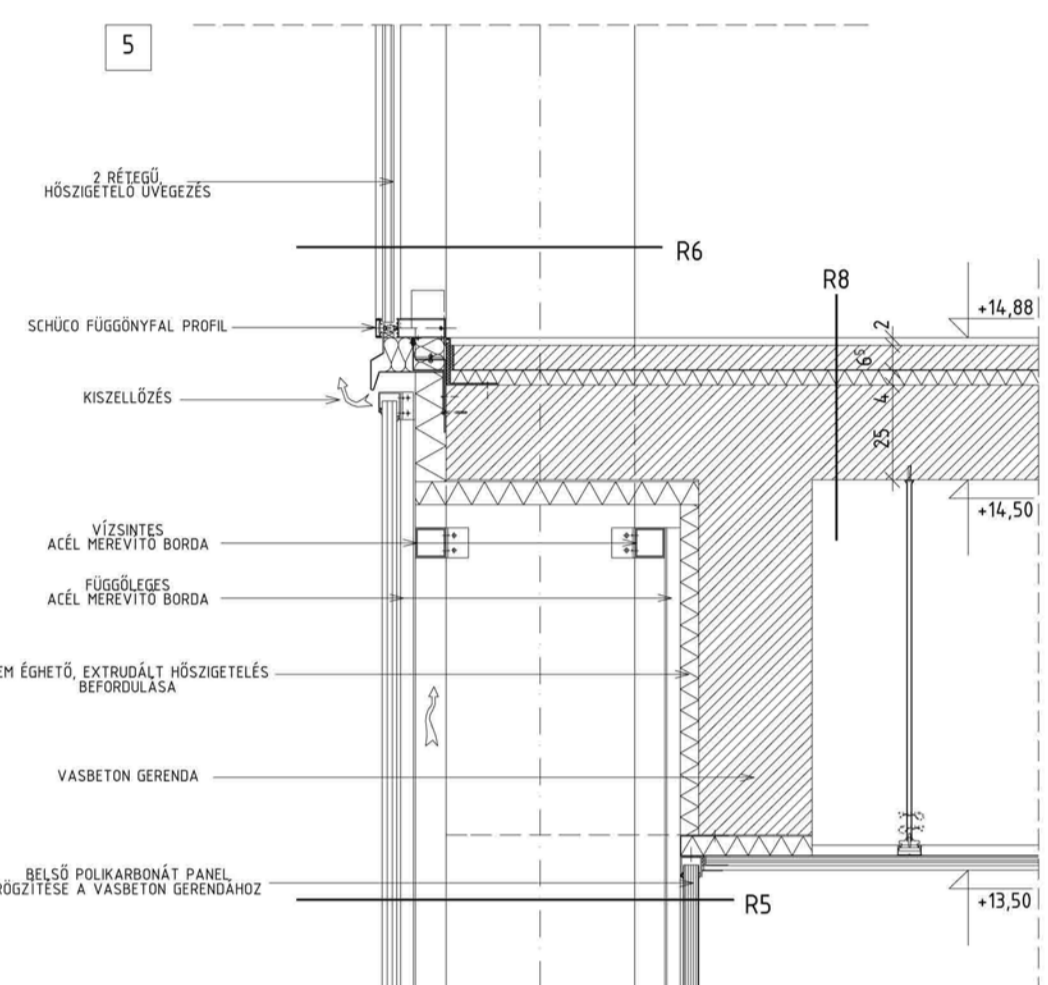 5
2 RÉTEGŰ,
HŐSZIGETELŐ ÜVEGEZÉS
R6
R8
SCHÜCO FÜGGÖNYFAL PROFIL
+14,88
2
6⁵
4
25
KISZELLŐZÉS
+14,50
VÍZSINTES
ACÉL MEREVÍTŐ BORDA
FÜGGŐLEGES
ACÉL MEREVÍTŐ BORDA
EM ÉGHETŐ, EXTRUDÁLT HŐSZIGETELÉS
BEFORDULÁSA
VASBETON GERENDA
BELSŐ POLIKARBONÁT PANEL
RÖGZÍTÉSE A VASBETON GERENDÁHOZ
R5
+13,50